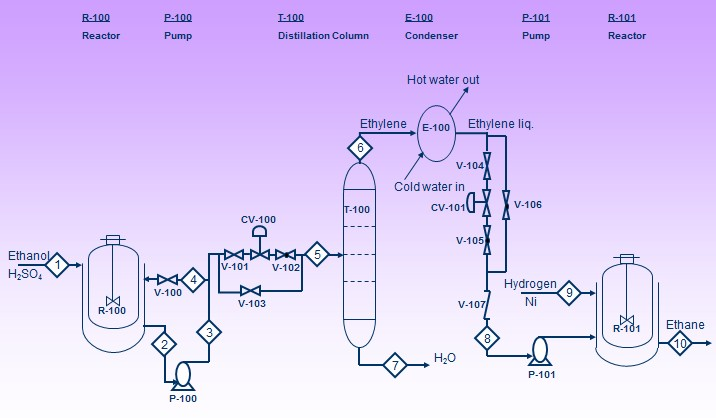 R-100 P-100 T-100 E-100 P-101 R-101
Reactor Pump Distillation Column Condenser Pump Reactor
Hot water out
Ethylene E-100 Ethylene liq.
6
V-104
Cold water in
T-100 CV-101 V-106
CV-100
V-105
Ethanol 1
H₂SO₄
V-101 V-102 5
V-100 4
V-103
Hydrogen 9
Ni
V-107
R-100 R-101
2 3 8 Ethane
10
7 H₂O
P-101
P-100